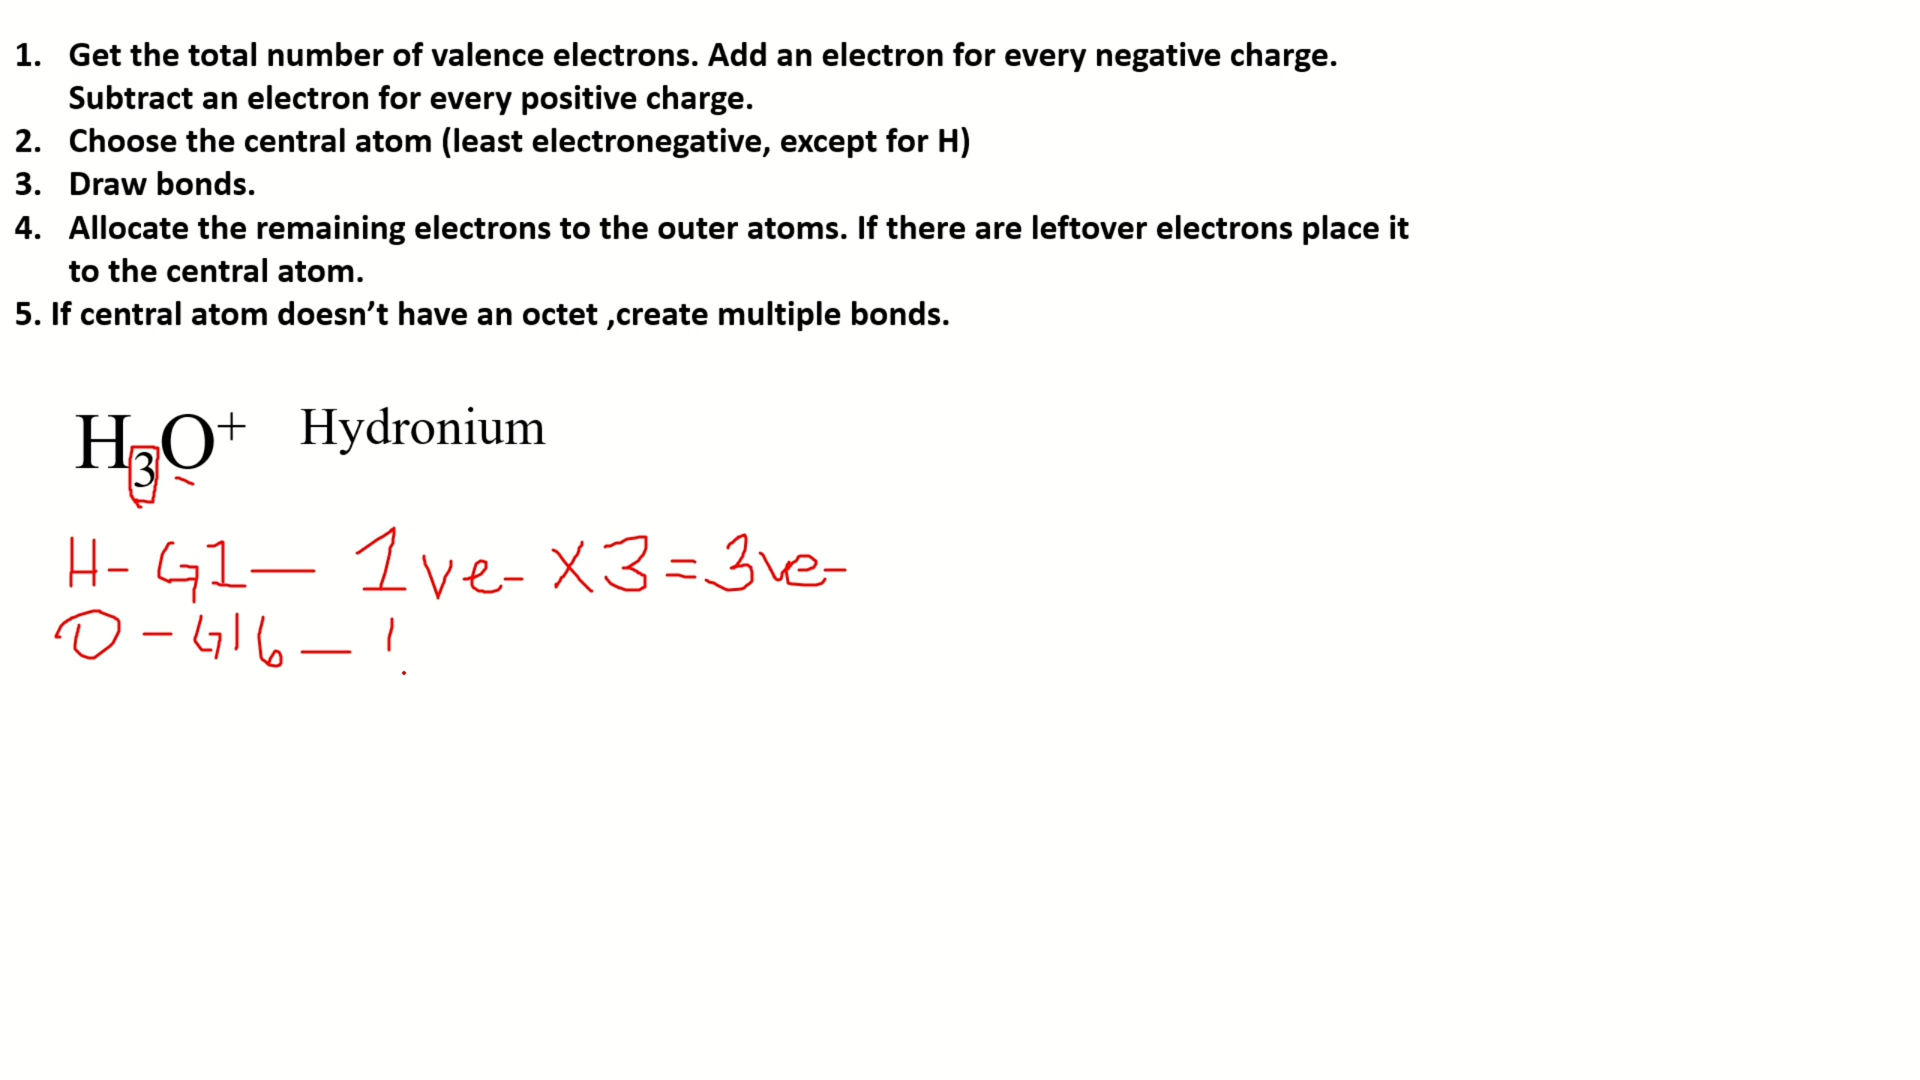 1. Get the total number of valence electrons. Add an electron for every negative charge.
Subtract an electron for every positive charge.
2. Choose the central atom (least electronegative, except for H)
3. Draw bonds.
4. Allocate the remaining electrons to the outer atoms. If there are leftover electrons place it
to the central atom.
5. If central atom doesn’t have an octet ,create multiple bonds.
H₃O⁺ Hydronium
H- G1— 1ve- X3=3ve-
O - G16 —